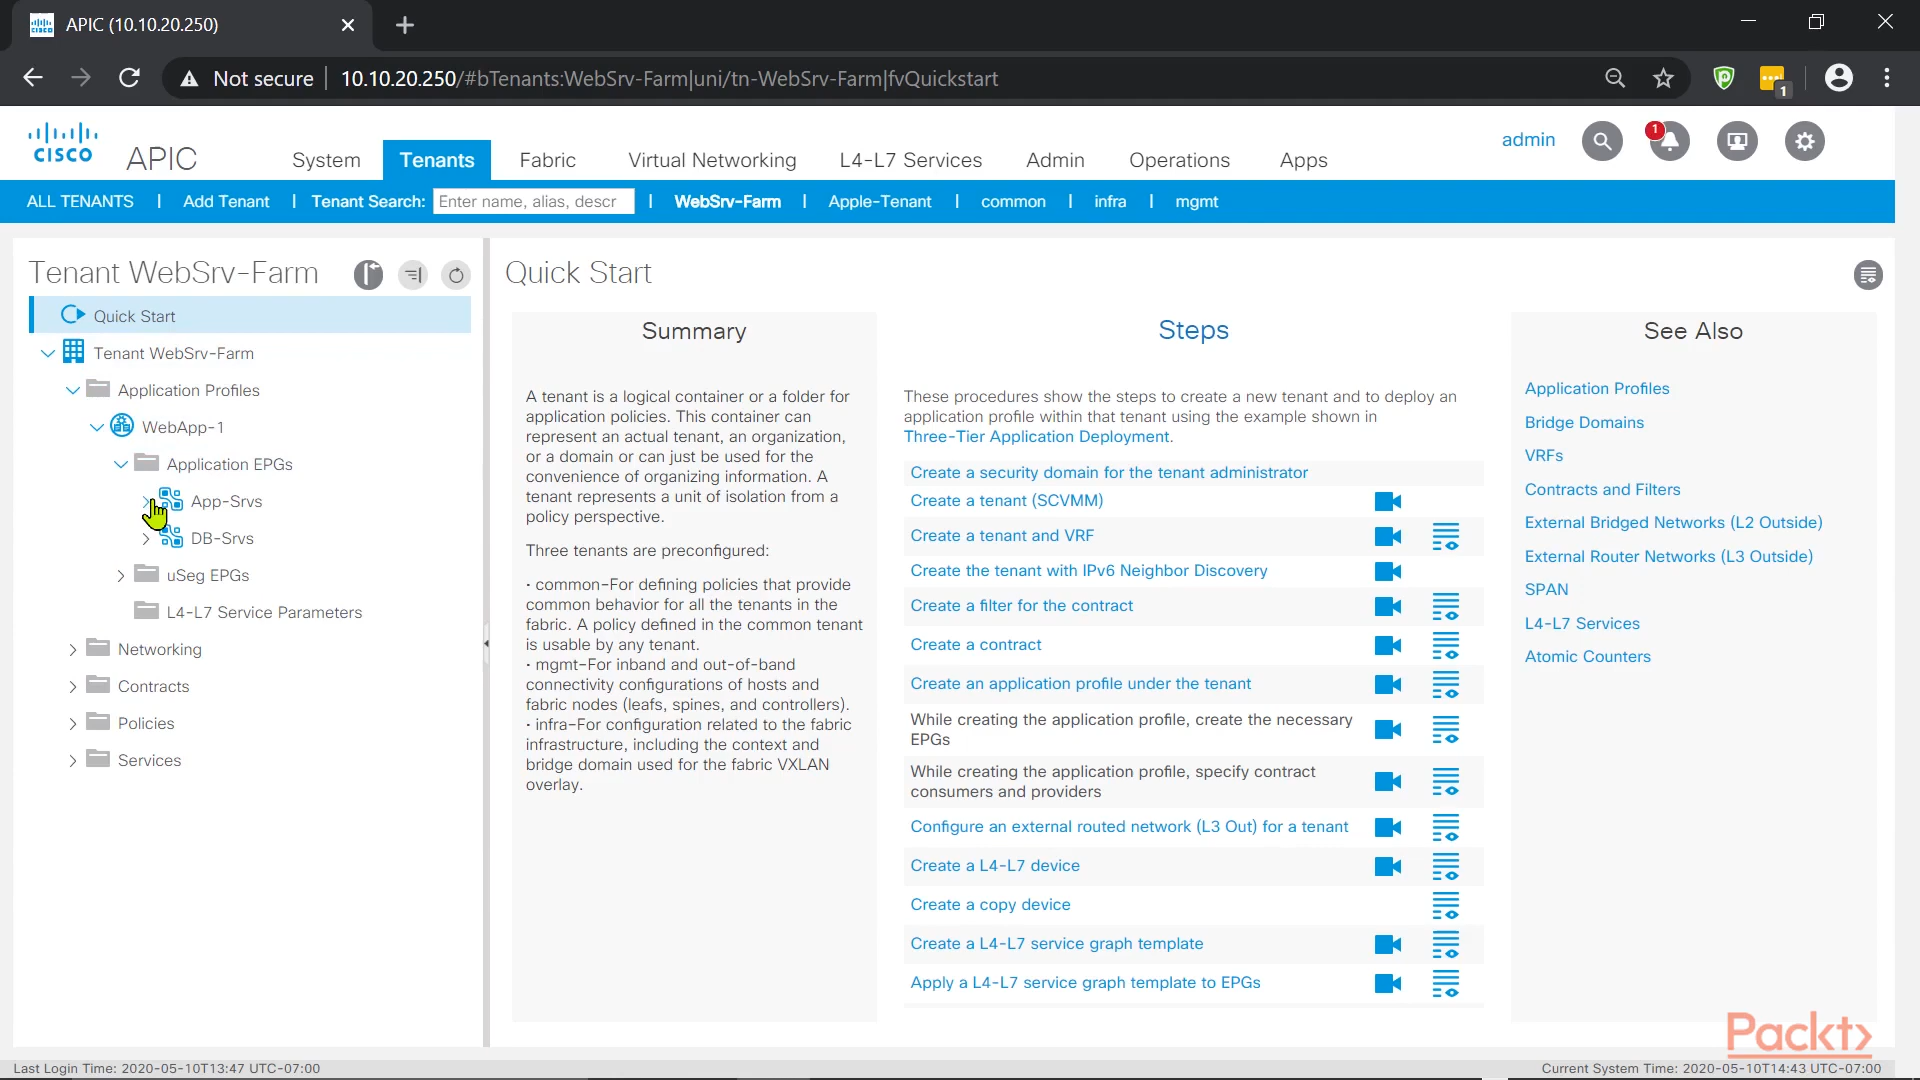 APIC (10.10.20.250)
Not secure
10.10.20.250/#bTenants:WebSrv-Farm|uni/tn-WebSrv-Farm|fvQuickstart
1
CISCO
APIC
System
Tenants
Fabric
Virtual Networking
L4-L7 Services
Admin
Operations
Apps
admin
1
ALL TENANTS | Add Tenant | Tenant Search: Enter name, alias, descr | WebSrv-Farm | Apple-Tenant | common | infra | mgmt
Tenant WebSrv-Farm
Quick Start
Tenant WebSrv-Farm
Application Profiles
WebApp-1
Application EPGs
App-Srvs
DB-Srvs
uSeg EPGs
L4-L7 Service Parameters
Networking
Contracts
Policies
Services
Quick Start
Summary
A tenant is a logical container or a folder for
application policies. This container can
represent an actual tenant, an organization,
or a domain or can just be used for the
convenience of organizing information. A
tenant represents a unit of isolation from a
policy perspective.
Three tenants are preconfigured:
· common-For defining policies that provide
common behavior for all the tenants in the
fabric. A policy defined in the common tenant
is usable by any tenant.
· mgmt-For inband and out-of-band
connectivity configurations of hosts and
fabric nodes (leafs, spines, and controllers).
· infra-For configuration related to the fabric
infrastructure, including the context and
bridge domain used for the fabric VXLAN
overlay.
Steps
These procedures show the steps to create a new tenant and to deploy an
application profile within that tenant using the example shown in
Three-Tier Application Deployment.
Create a security domain for the tenant administrator
Create a tenant (SCVMM)
Create a tenant and VRF
Create the tenant with IPv6 Neighbor Discovery
Create a filter for the contract
Create a contract
Create an application profile under the tenant
While creating the application profile, create the necessary
EPGs
While creating the application profile, specify contract
consumers and providers
Configure an external routed network (L3 Out) for a tenant
Create a L4-L7 device
Create a copy device
Create a L4-L7 service graph template
Apply a L4-L7 service graph template to EPGs
See Also
Application Profiles
Bridge Domains
VRFs
Contracts and Filters
External Bridged Networks (L2 Outside)
External Router Networks (L3 Outside)
SPAN
L4-L7 Services
Atomic Counters
Packt>
Last Login Time: 2020-05-10T13:47 UTC-07:00
Current System Time: 2020-05-10T14:43 UTC-07:00